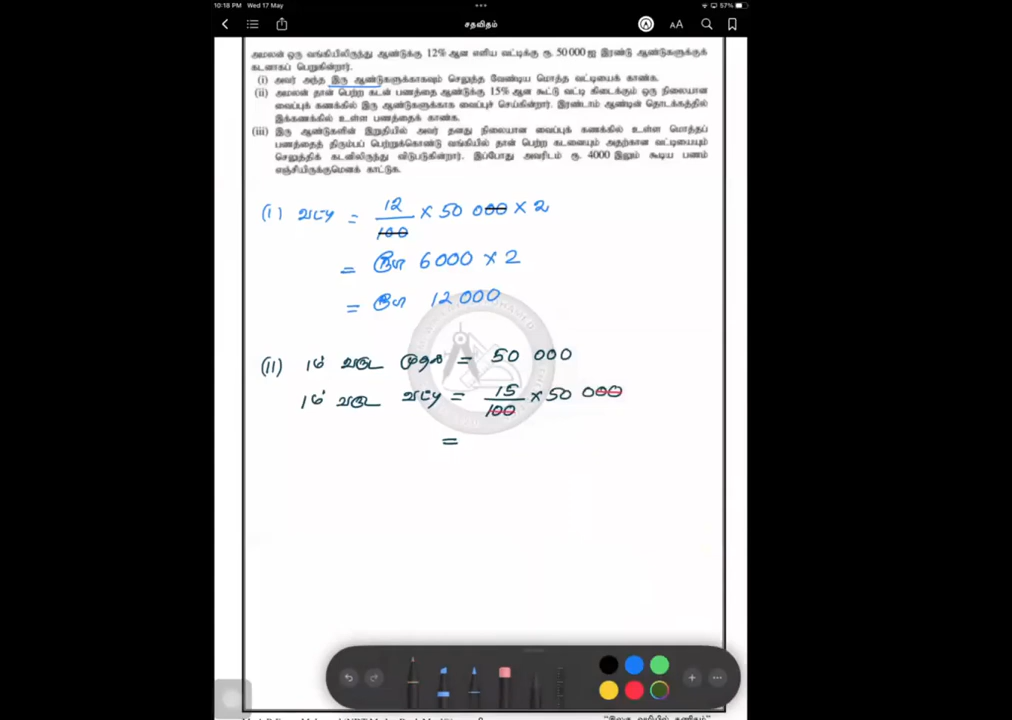 10:18 PM Wed 17 May
57%
சதவிதம்
AA
அமலன் ஒரு வங்கியிலிருந்து ஆண்டுக்கு 12% ஆன எளிய வட்டிக்கு ரூ. 50 000 ஐ இரண்டு ஆண்டுகளுக்குக்
கடனாகப் பெறுகின்றார்.
(i) அவர் அந்த இரு ஆண்டுகளுக்காகவும் செலுத்த வேண்டிய மொத்த வட்டியைக் காண்க.
(ii) அமலன் தான் பெற்ற கடன் பணத்தை ஆண்டுக்கு 15% ஆன கூட்டு வட்டி கிடைக்கும் ஒரு நிலையான
வைப்புக் கணக்கில் இரு ஆண்டுகளுக்காக வைப்புச் செய்கின்றார். இரண்டாம் ஆண்டின் தொடக்கத்தில்
இக்கணக்கில் உள்ள பணத்தைக் காண்க.
(iii) இரு ஆண்டுகளின் இறுதியில் அவர் தனது நிலையான வைப்புக் கணக்கில் உள்ள மொத்தப்
பணத்தைத் திரும்பப் பெற்றுக்கொண்டு வங்கியில் தான் பெற்ற கடனையும் அதற்கான வட்டியையும்
செலுத்திக் கடனிலிருந்து விடுபடுகின்றார். இப்போது அவரிடம் ரூ. 4000 இலும் கூடிய பணம்
எஞ்சியிருக்குமெனக் காட்டுக.
(i) வட்டி = 12/100 × 50 000 × 2
= ரூபா 6000 × 2
= ரூபா 12 000
(ii) 1ம் வருட முதல் = 50 000
1ம் வருட வட்டி = 15/100 × 50 000
=